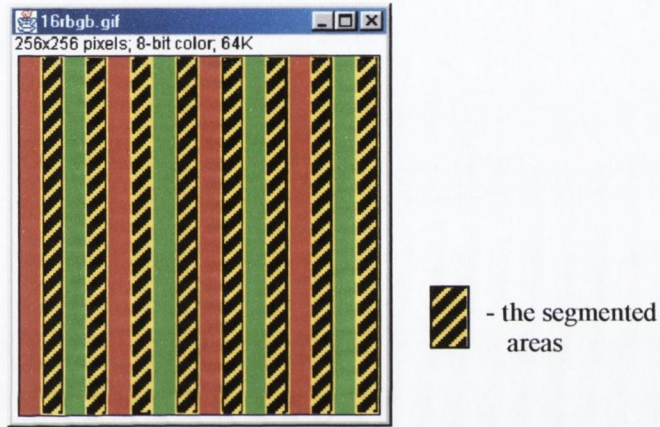 16rbgb.gif
256x256 pixels; 8-bit color; 64K
- the segmented
areas